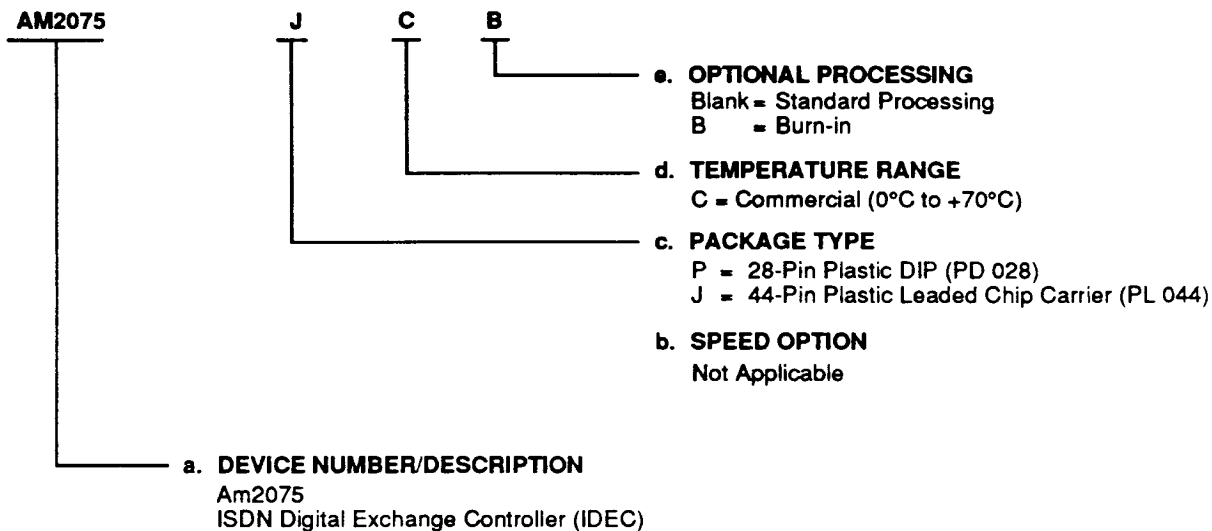 AM2075 J C B
e. OPTIONAL PROCESSING
Blank = Standard Processing
B = Burn-in
d. TEMPERATURE RANGE
C = Commercial (0°C to +70°C)
c. PACKAGE TYPE
P = 28-Pin Plastic DIP (PD 028)
J = 44-Pin Plastic Leaded Chip Carrier (PL 044)
b. SPEED OPTION
Not Applicable
a. DEVICE NUMBER/DESCRIPTION
Am2075
ISDN Digital Exchange Controller (IDEC)